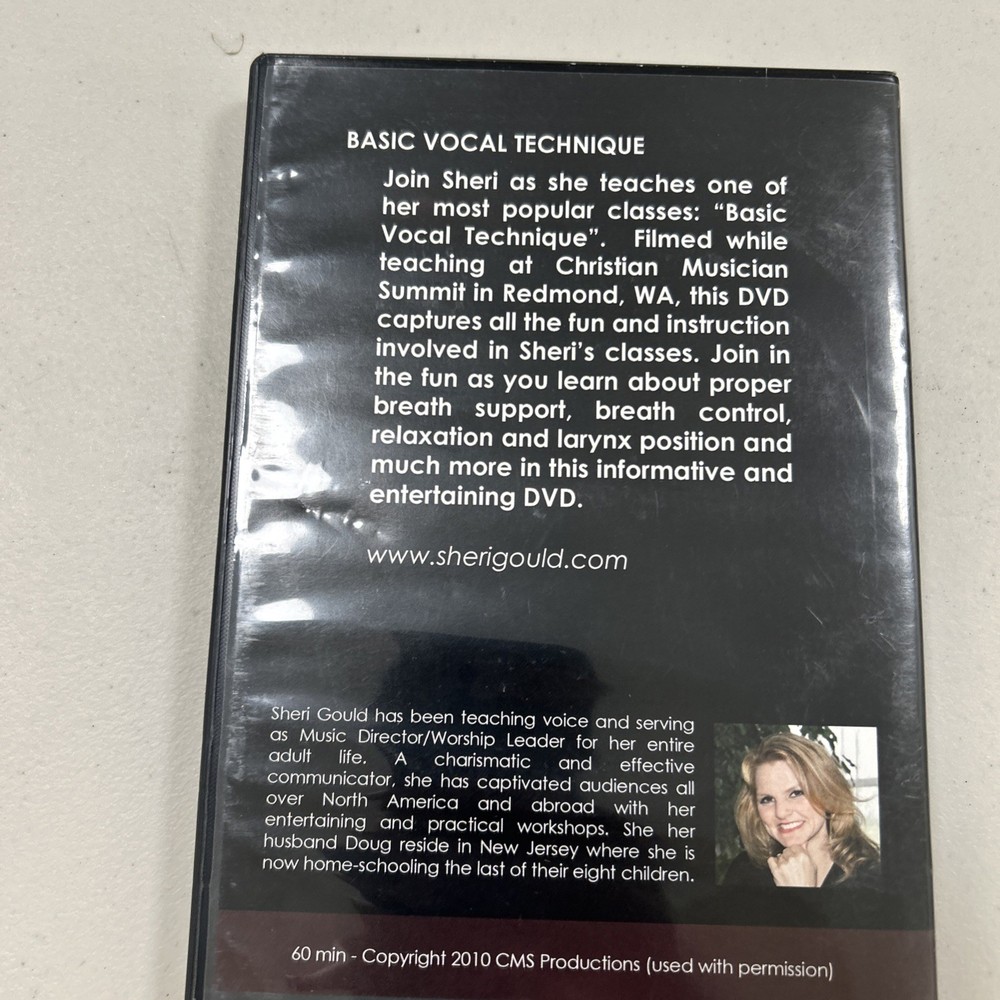 BASIC VOCAL TECHNIQUE
Join Sheri as she teaches one of
her most popular classes: “Basic
Vocal Technique”. Filmed while
teaching at Christian Musician
Summit in Redmond, WA, this DVD
captures all the fun and instruction
involved in Sheri’s classes. Join in
the fun as you learn about proper
breath support, breath control,
relaxation and larynx position and
much more in this informative and
entertaining DVD.
www.sherigould.com
Sheri Gould has been teaching voice and serving
as Music Director/Worship Leader for her entire
adult life. A charismatic and effective
communicator, she has captivated audiences all
over North America and abroad with her
entertaining and practical workshops. She her
husband Doug reside in New Jersey where she is
now home-schooling the last of their eight children.
60 min - Copyright 2010 CMS Productions (used with permission)